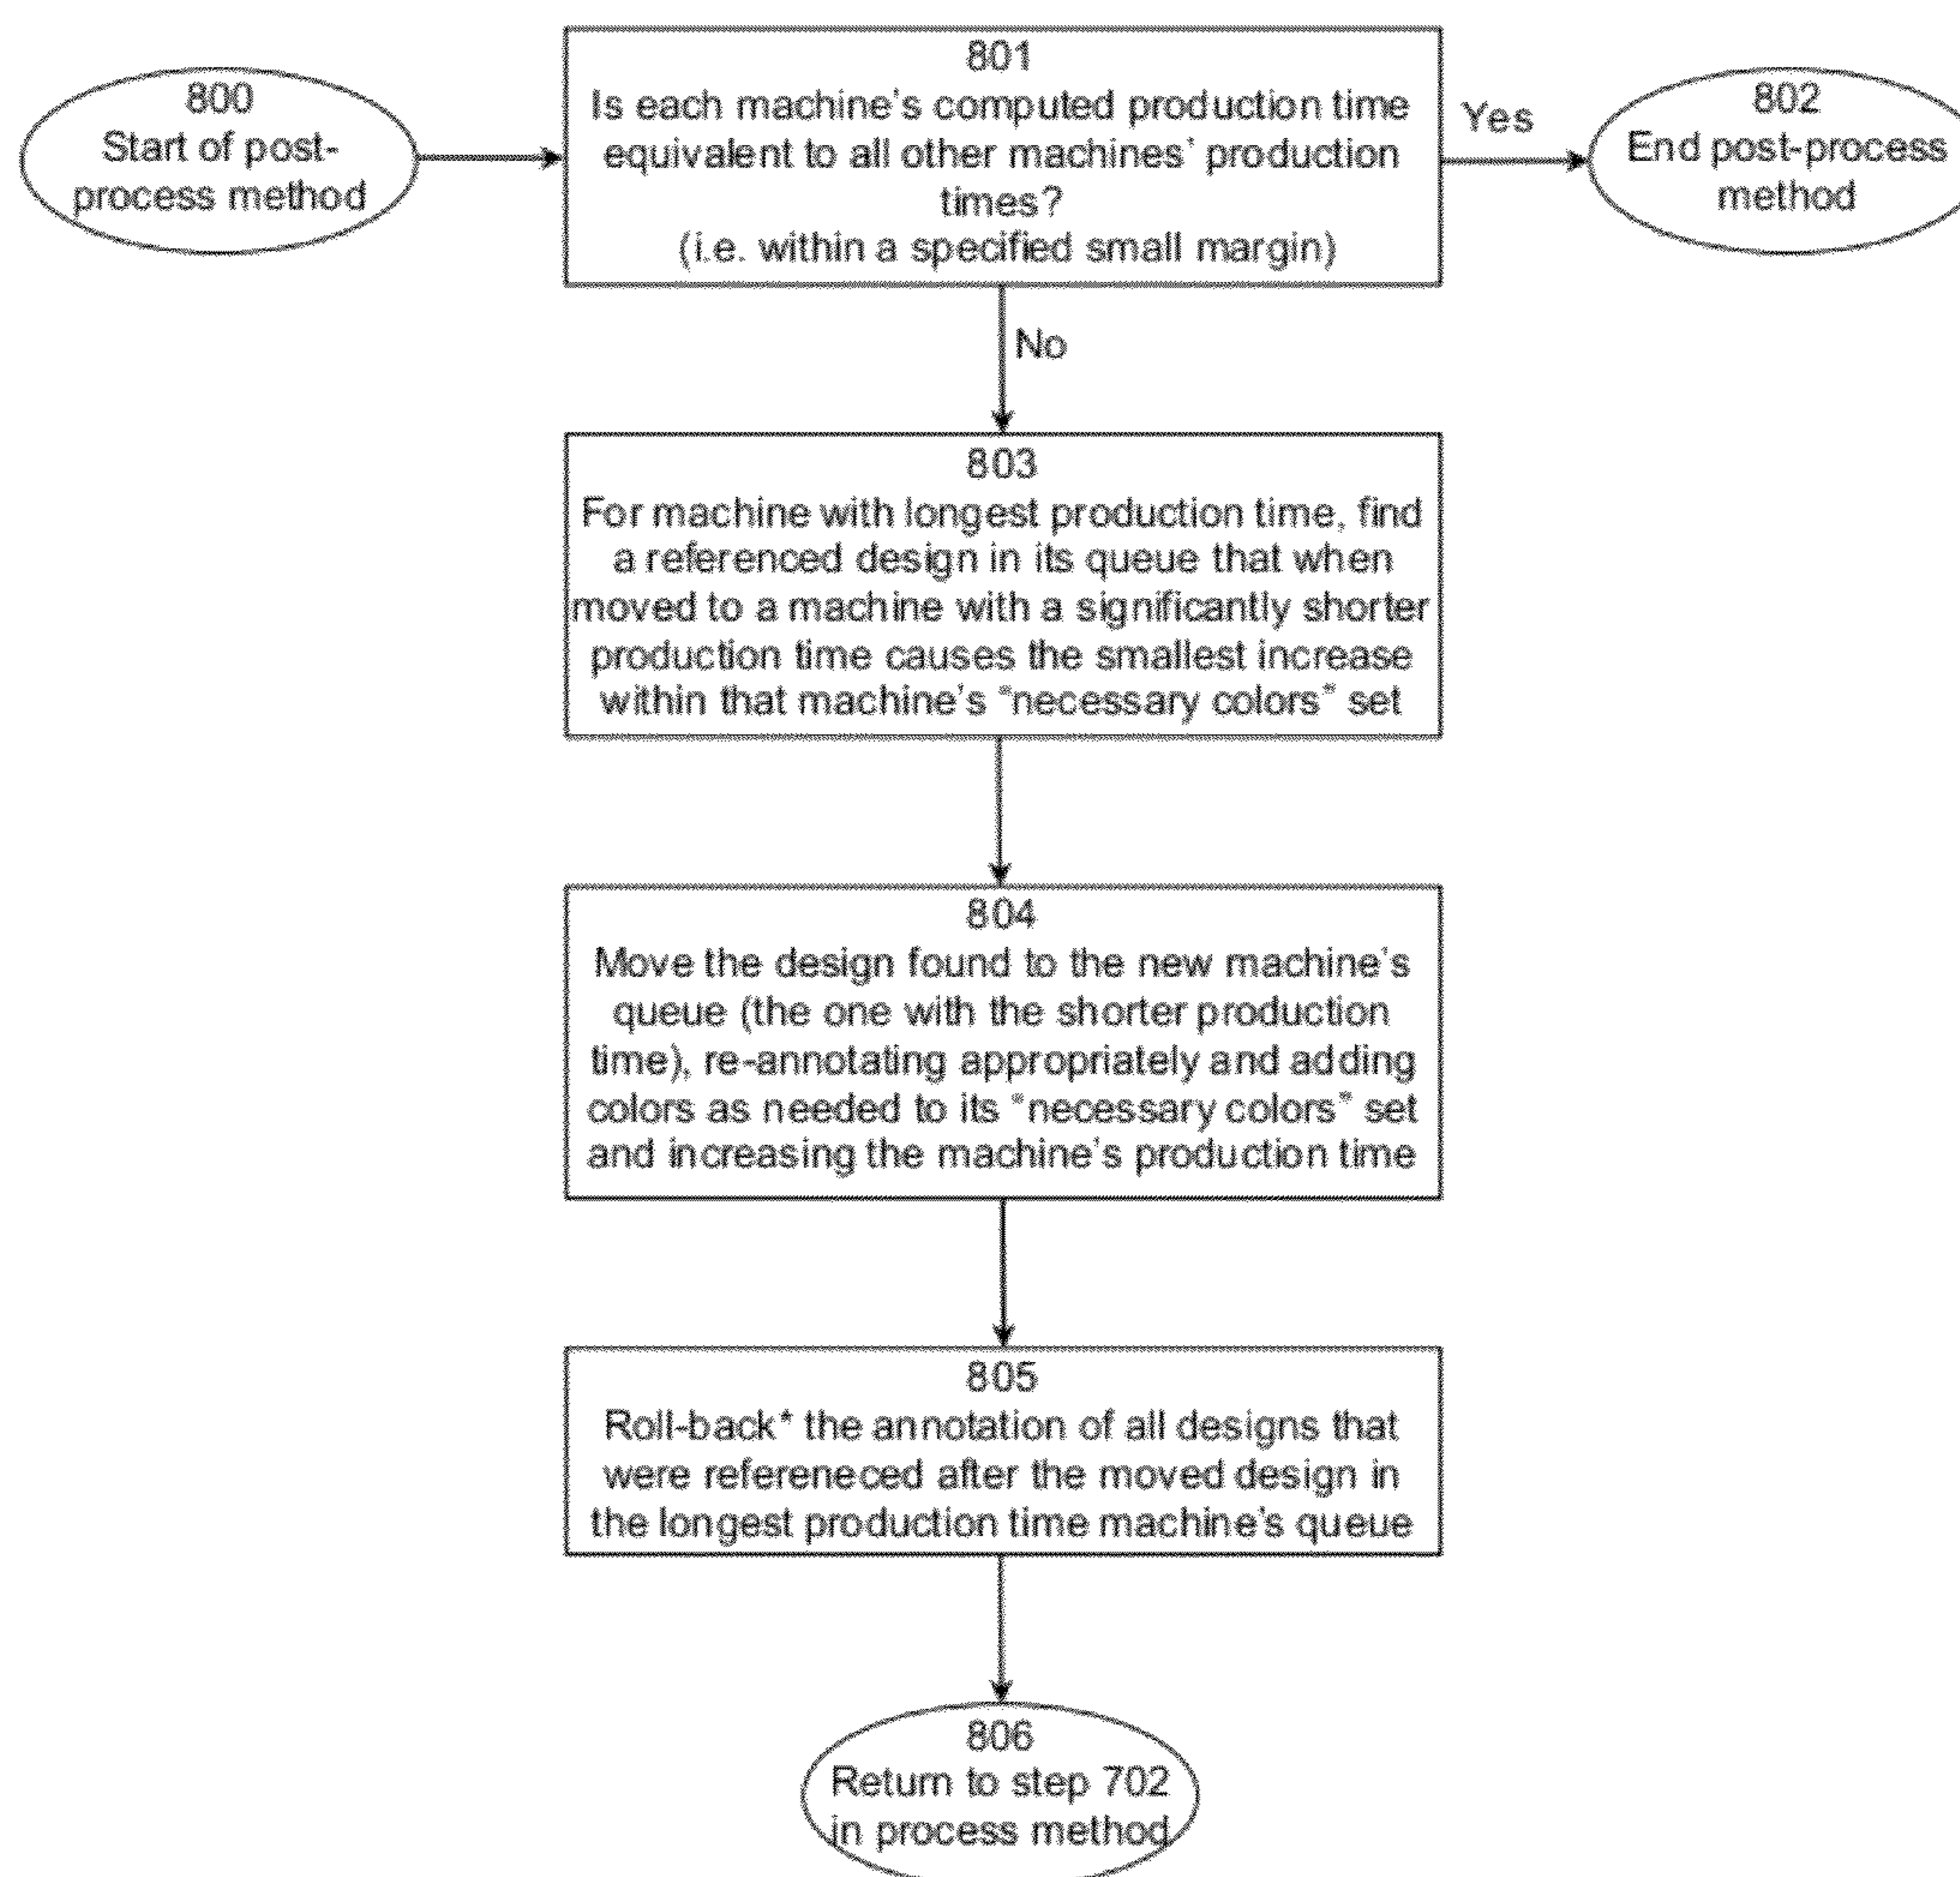 800
Start of post-
process method
801
Is each machine's computed production time
equivalent to all other machines' production
times?
(i.e. within a specified small margin)
Yes
802
End post-process
method
No
803
For machine with longest production time, find
a referenced design in its queue that when
moved to a machine with a significantly shorter
production time causes the smallest increase
within that machine's "necessary colors" set
804
Move the design found to the new machine's
queue (the one with the shorter production
time), re-annotating appropriately and adding
colors as needed to its "necessary colors" set
and increasing the machine's production time
805
Roll-back* the annotation of all designs that
were refereneced after the moved design in
the longest production time machine's queue
806
Return to step 702
in process method